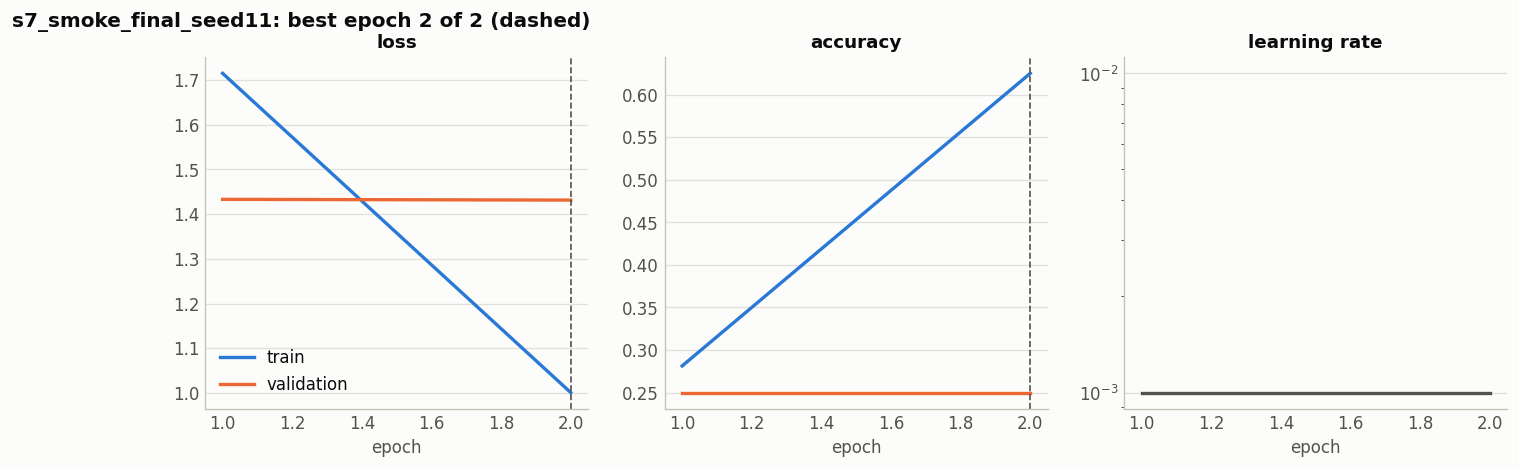 s7_smoke_final_seed11: best epoch 2 of 2 (dashed)
loss
1.7
1.6
1.5
1.4
1.3
1.2
1.1
1.0
train
validation
1.0 1.2 1.4 1.6 1.8 2.0
epoch
accuracy
0.60
0.55
0.50
0.45
0.40
0.35
0.30
0.25
1.0 1.2 1.4 1.6 1.8 2.0
epoch
learning rate
10⁻²
10⁻³
1.0 1.2 1.4 1.6 1.8 2.0
epoch